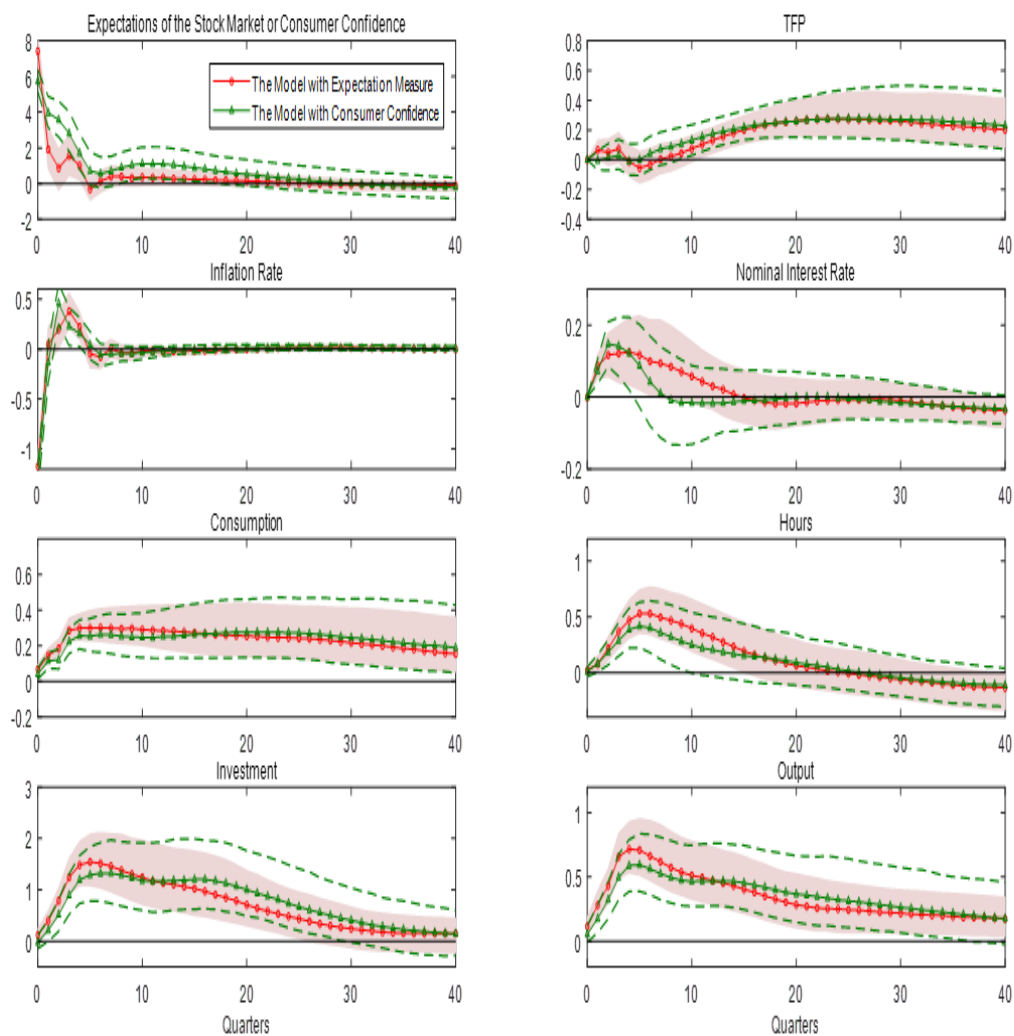 Expectations of the Stock Market or Consumer Confidence
8
6
4
2
0
-2
The Model with Expectation Measure
The Model with Consumer Confidence
0 10 20 30 40
TFP
0.8
0.6
0.4
0.2
0
-0.2
-0.4
0 10 20 30 40
Inflation Rate
0.5
0
-0.5
-1
0 10 20 30 40
Nominal Interest Rate
0.2
0
-0.2
0 10 20 30 40
Consumption
0.6
0.4
0.2
0
-0.2
0 10 20 30 40
Hours
1
0.5
0
0 10 20 30 40
Investment
3
2
1
0
0 10 20 30 40
Quarters
Output
1
0.5
0
0 10 20 30 40
Quarters